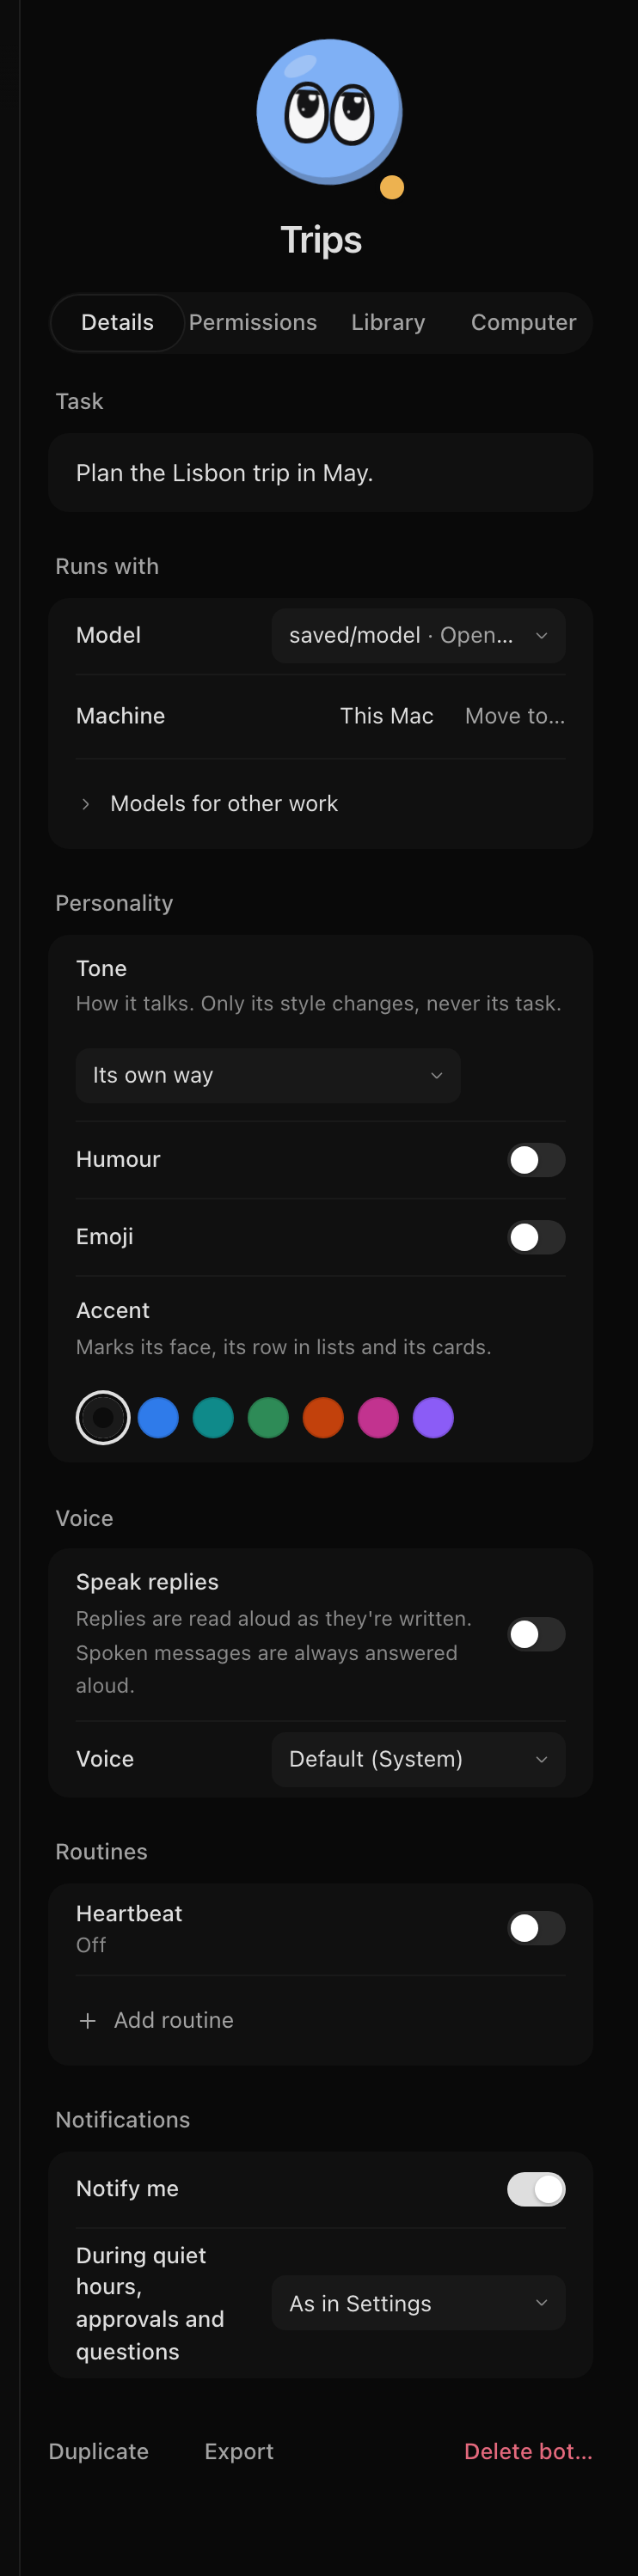 Trips
Details
Permissions
Library
Computer
Task
Plan the Lisbon trip in May.
Runs with
Model
saved/model · Open...
Machine
This Mac
Move to...
Models for other work
Personality
Tone
How it talks. Only its style changes, never its task.
Its own way
Humour
Emoji
Accent
Marks its face, its row in lists and its cards.
Voice
Speak replies
Replies are read aloud as they're written.
Spoken messages are always answered
aloud.
Voice
Default (System)
Routines
Heartbeat
Off
+ Add routine
Notifications
Notify me
During quiet
hours,
approvals and
questions
As in Settings
Duplicate
Export
Delete bot...